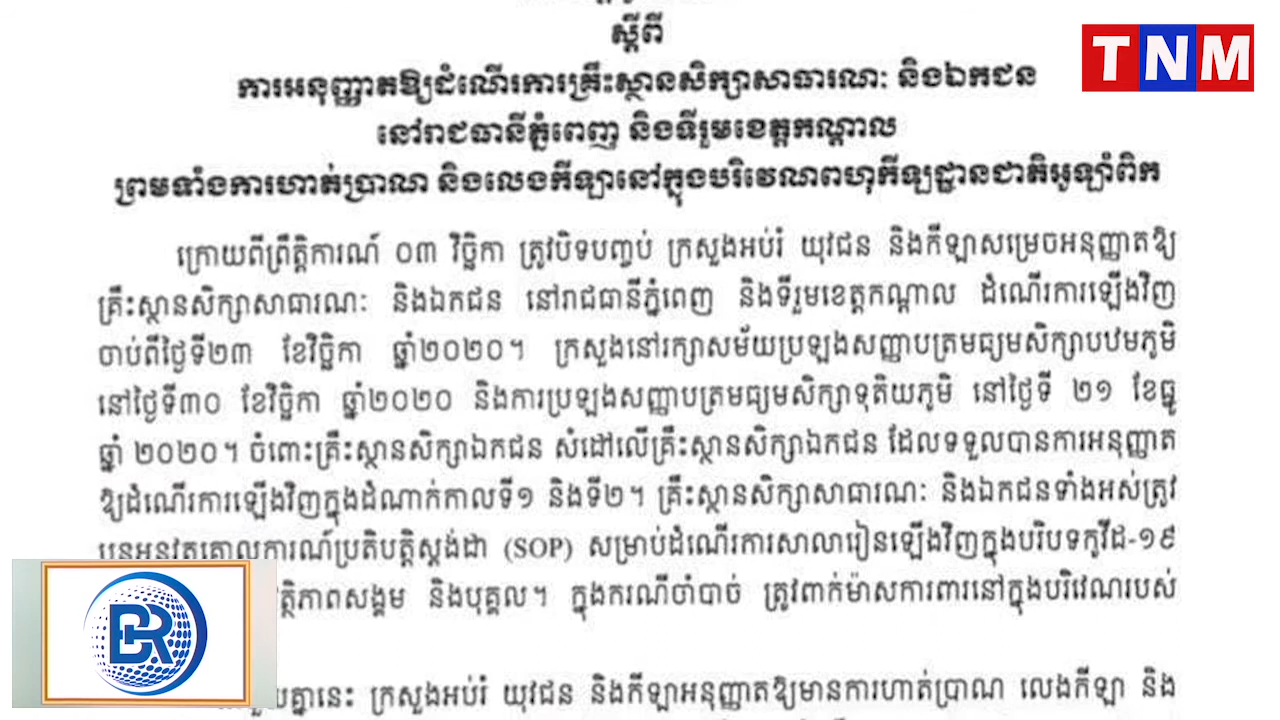 TNM
ស្ដីពី
ការអនុញ្ញាតឱ្យដំណើរការគ្រឹះស្ថានសិក្សាសាធារណៈ និងឯកជន
នៅរាជធានីភ្នំពេញ និងទីរួមខេត្តកណ្តាល
ព្រមទាំងការហាត់ប្រាណ និងលេងកីឡានៅក្នុងបរិវេណពហុកីឡដ្ឋានជាតិអូឡាំពិក
ក្រោយពីព្រឹត្តិការណ៍ ០៣ វិច្ឆិកា ត្រូវបិទបញ្ចប់ ក្រសួងអប់រំ យុវជន និងកីឡាសម្រេចអនុញ្ញាតឱ្យ
គ្រឹះស្ថានសិក្សាសាធារណៈ និងឯកជន នៅរាជធានីភ្នំពេញ និងទីរួមខេត្តកណ្តាល ដំណើរការឡើងវិញ
ចាប់ពីថ្ងៃទី២៣ ខែវិច្ឆិកា ឆ្នាំ២០២០។ ក្រសួងនៅរក្សាសម័យប្រឡងសញ្ញាបត្រមធ្យមសិក្សាបឋមភូមិ
នៅថ្ងៃទី៣០ ខែវិច្ឆិកា ឆ្នាំ២០២០ និងការប្រឡងសញ្ញាបត្រមធ្យមសិក្សាទុតិយភូមិ នៅថ្ងៃទី ២១ ខែធ្នូ
ឆ្នាំ ២០២០។ ចំពោះគ្រឹះស្ថានសិក្សាឯកជន សំដៅលើគ្រឹះស្ថានសិក្សាឯកជន ដែលទទួលបានការអនុញ្ញាត
ឱ្យដំណើរការឡើងវិញក្នុងដំណាក់កាលទី១ និងទី២។ គ្រឹះស្ថានសិក្សាសាធារណៈ និងឯកជនទាំងអស់ត្រូវ
បន្តអនុវត្តគោលការណ៍ប្រតិបត្តិស្តង់ដា (SOP) សម្រាប់ដំណើរការសាលារៀនឡើងវិញក្នុងបរិបទកូវីដ-១៩
ត្ថិភាពសង្គម និងបុគ្គល។ ក្នុងករណីចាំបាច់ ត្រូវពាក់ម៉ាសការពារនៅក្នុងបរិវេណរបស់
គ្នានេះ ក្រសួងអប់រំ យុវជន និងកីឡាអនុញ្ញាតឱ្យមានការហាត់ប្រាណ លេងកីឡា និង